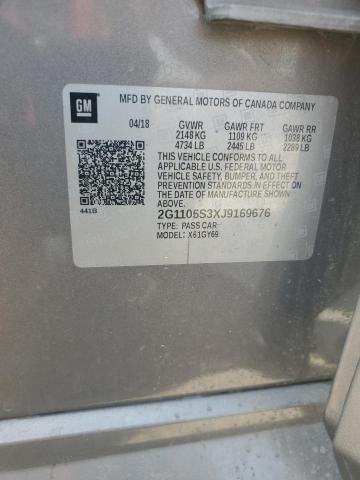 GM
MFD BY GENERAL MOTORS OF CANADA COMPANY
04/18 GVWR GAWR FRT GAWR RR
2148 KG 1109 KG 1038 KG
4734 LB 2445 LB 2289 LB
THIS VEHICLE CONFORMS TO ALL
APPLICABLE U.S. FEDERAL MOTOR
VEHICLE SAFETY, BUMPER, AND THEFT
PREVENTION STANDARDS IN EFFECT ON
THE DATE OF MANUFACTURE SHOWN
ABOVE.
441B
2G1105S3XJ9169676
TYPE: PASS CAR
MODEL: X61GY69